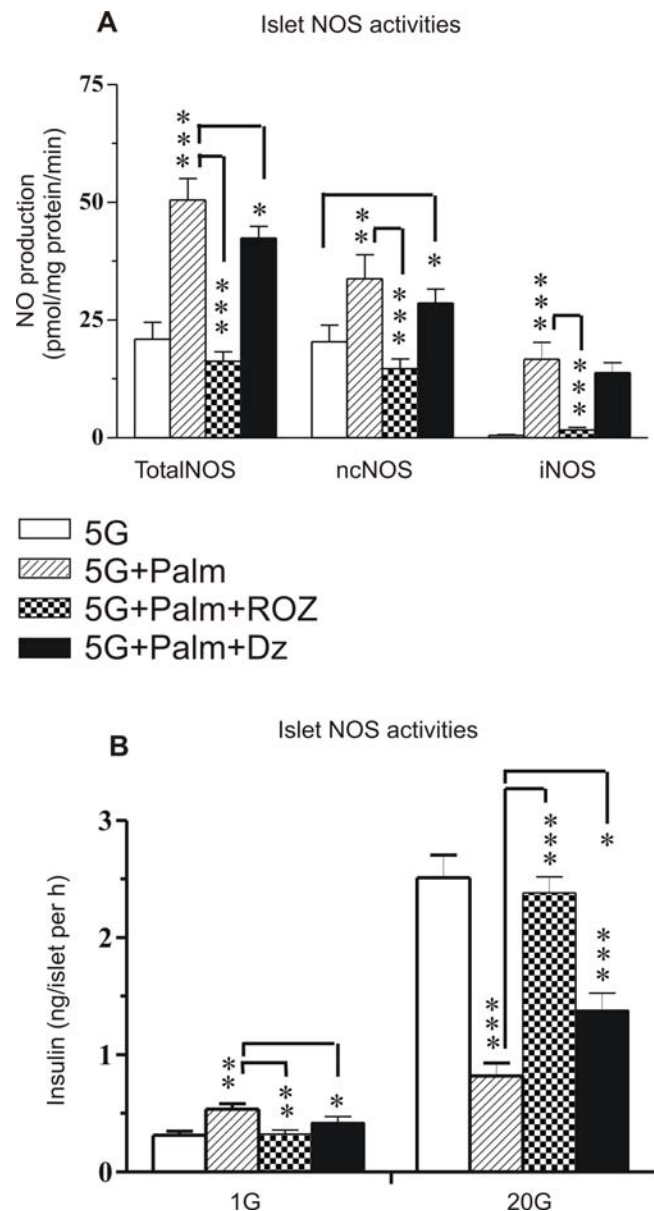 A
Islet NOS activities
NO production
(pmol/mg protein/min)
75
50
25
0
***
***
*
**
***
*
***
***
TotalNOS
ncNOS
iNOS
5G
5G+Palm
5G+Palm+ROZ
5G+Palm+Dz
B
Islet NOS activities
Insulin (ng/islet per h)
3
2
1
0
**
**
*
***
***
*
***
1G
20G